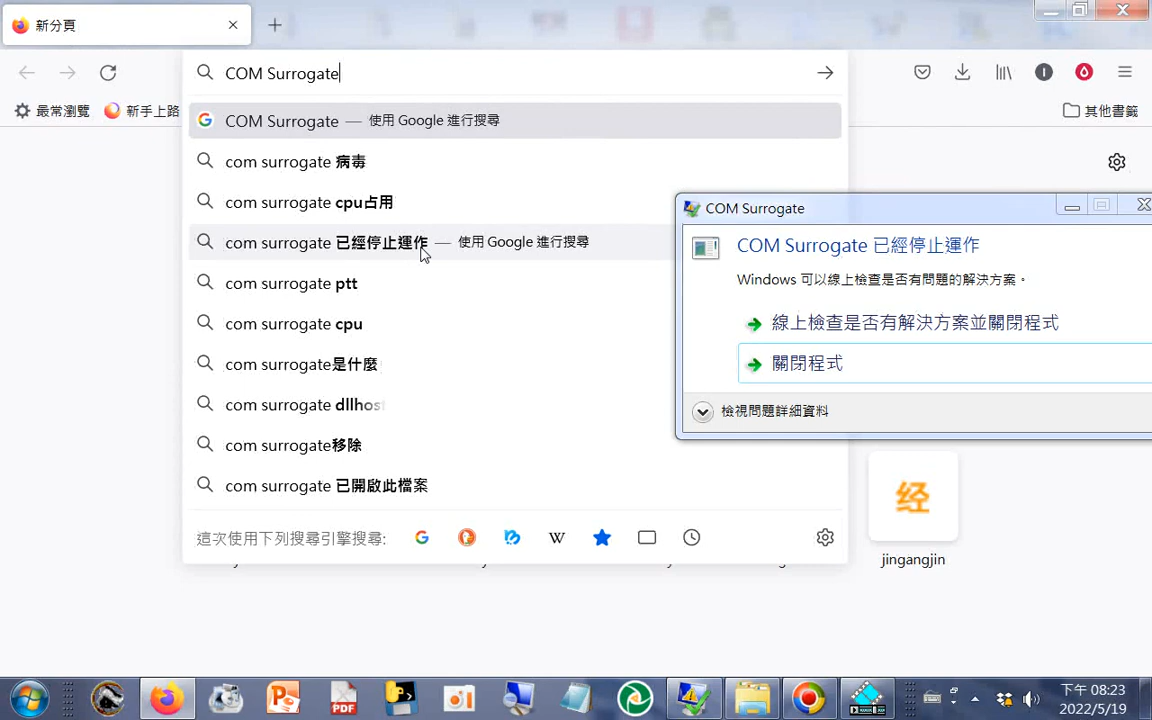 新分頁
COM Surrogate
最常瀏覽
新手上路
其他書籤
COM Surrogate — 使用 Google 進行搜尋
com surrogate 病毒
com surrogate cpu占用
com surrogate 已經停止運作 — 使用 Google 進行搜尋
com surrogate ptt
com surrogate cpu
com surrogate是什麼
com surrogate dllhos
com surrogate移除
com surrogate 已開啟此檔案
這次使用下列搜尋引擎搜尋:
COM Surrogate
COM Surrogate 已經停止運作
Windows 可以線上檢查是否有問題的解決方案。
線上檢查是否有解決方案並關閉程式
關閉程式
檢視問題詳細資料
经
jingangjin
下午 08:23
2022/5/19